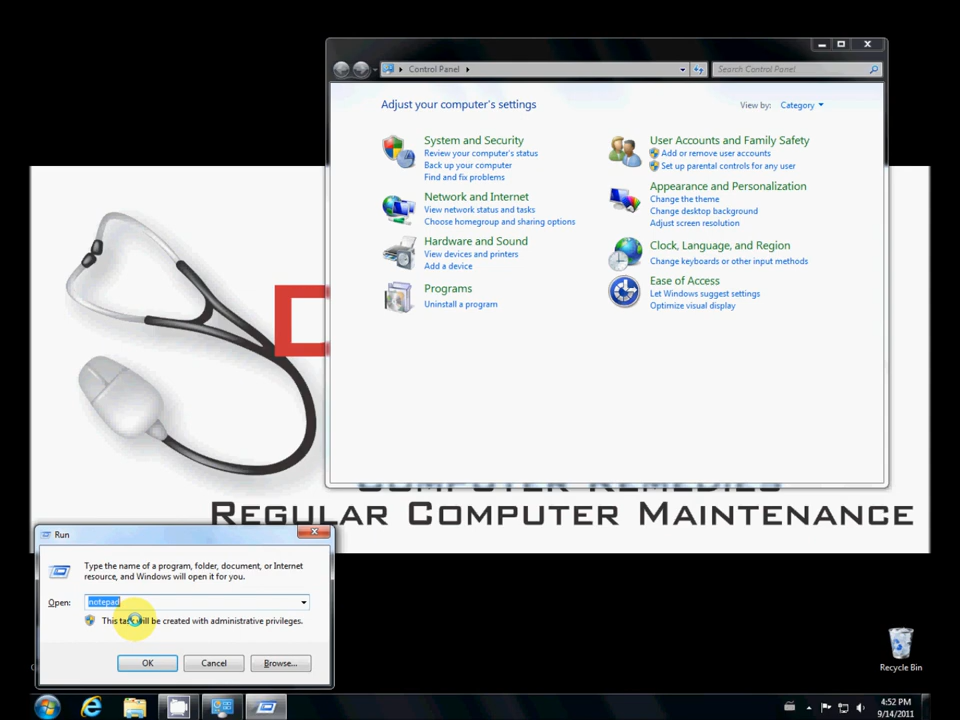 Control Panel
Search Control Panel
Adjust your computer's settings
View by: Category
System and Security
Review your computer's status
Back up your computer
Find and fix problems
Network and Internet
View network status and tasks
Choose homegroup and sharing options
Hardware and Sound
View devices and printers
Add a device
Programs
Uninstall a program
User Accounts and Family Safety
Add or remove user accounts
Set up parental controls for any user
Appearance and Personalization
Change the theme
Change desktop background
Adjust screen resolution
Clock, Language, and Region
Change keyboards or other input methods
Ease of Access
Let Windows suggest settings
Optimize visual display
COMPUTER REMEDIES
REGULAR COMPUTER MAINTENANCE
Run
Type the name of a program, folder, document, or Internet
resource, and Windows will open it for you.
Open: notepad
This task will be created with administrative privileges.
OK Cancel Browse...
Recycle Bin
4:52 PM
9/14/2011